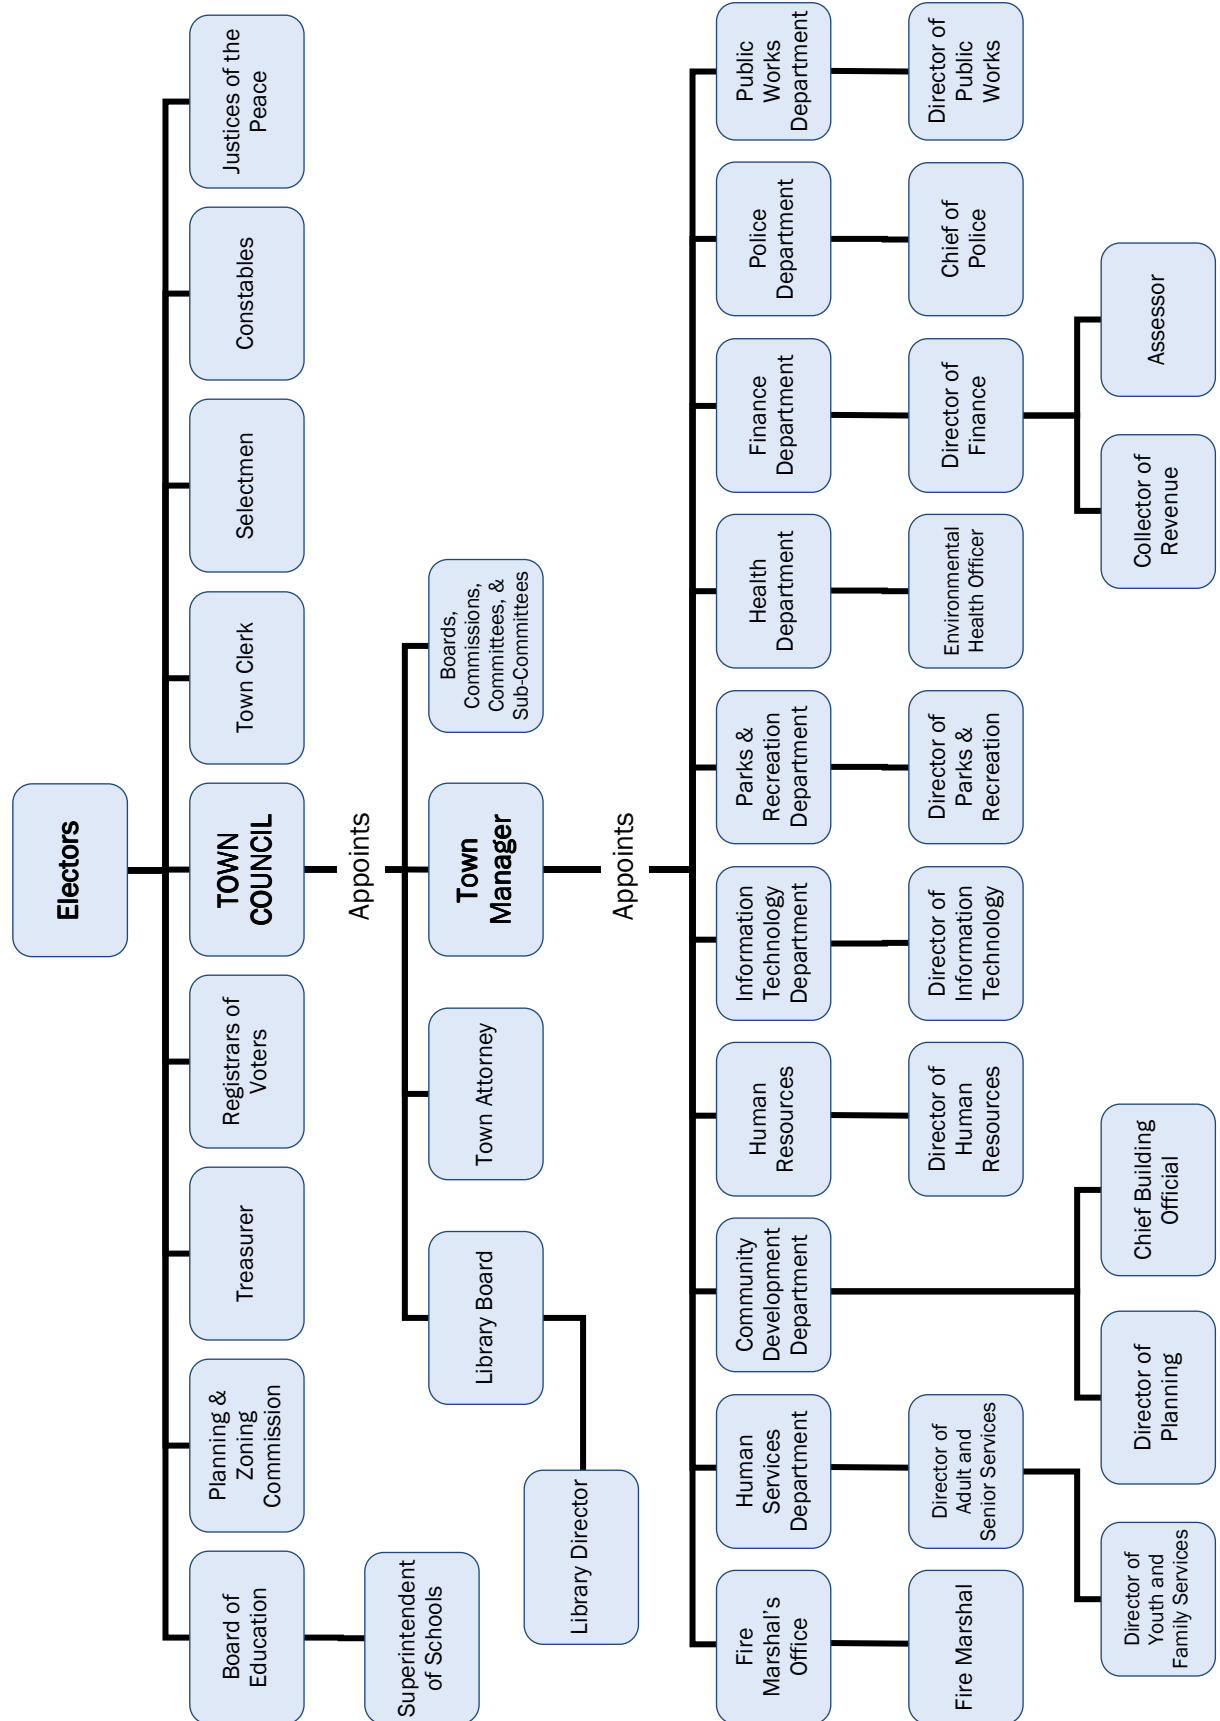 Electors
Board of
Education
Planning &
Zoning
Commission
Treasurer
Registrars of
Voters
TOWN
COUNCIL
Town Clerk
Selectmen
Constables
Justices of the
Peace
Superintendent
of Schools
Appoints
Library Board
Town Attorney
Town
Manager
Boards,
Commissions,
Committees, &
Sub-Committees
Library Director
Appoints
Fire
Marshal’s
Office
Human
Services
Department
Community
Development
Department
Human
Resources
Information
Technology
Department
Parks &
Recreation
Department
Health
Department
Finance
Department
Police
Department
Public
Works
Department
Fire Marshal
Director of
Adult and
Senior Services
Director of
Human
Resources
Director of
Information
Technology
Director of
Parks &
Recreation
Environmental
Health Officer
Director of
Finance
Chief of
Police
Director of
Public
Works
Director of
Youth and
Family Services
Director of
Planning
Chief Building
Official
Collector of
Revenue
Assessor